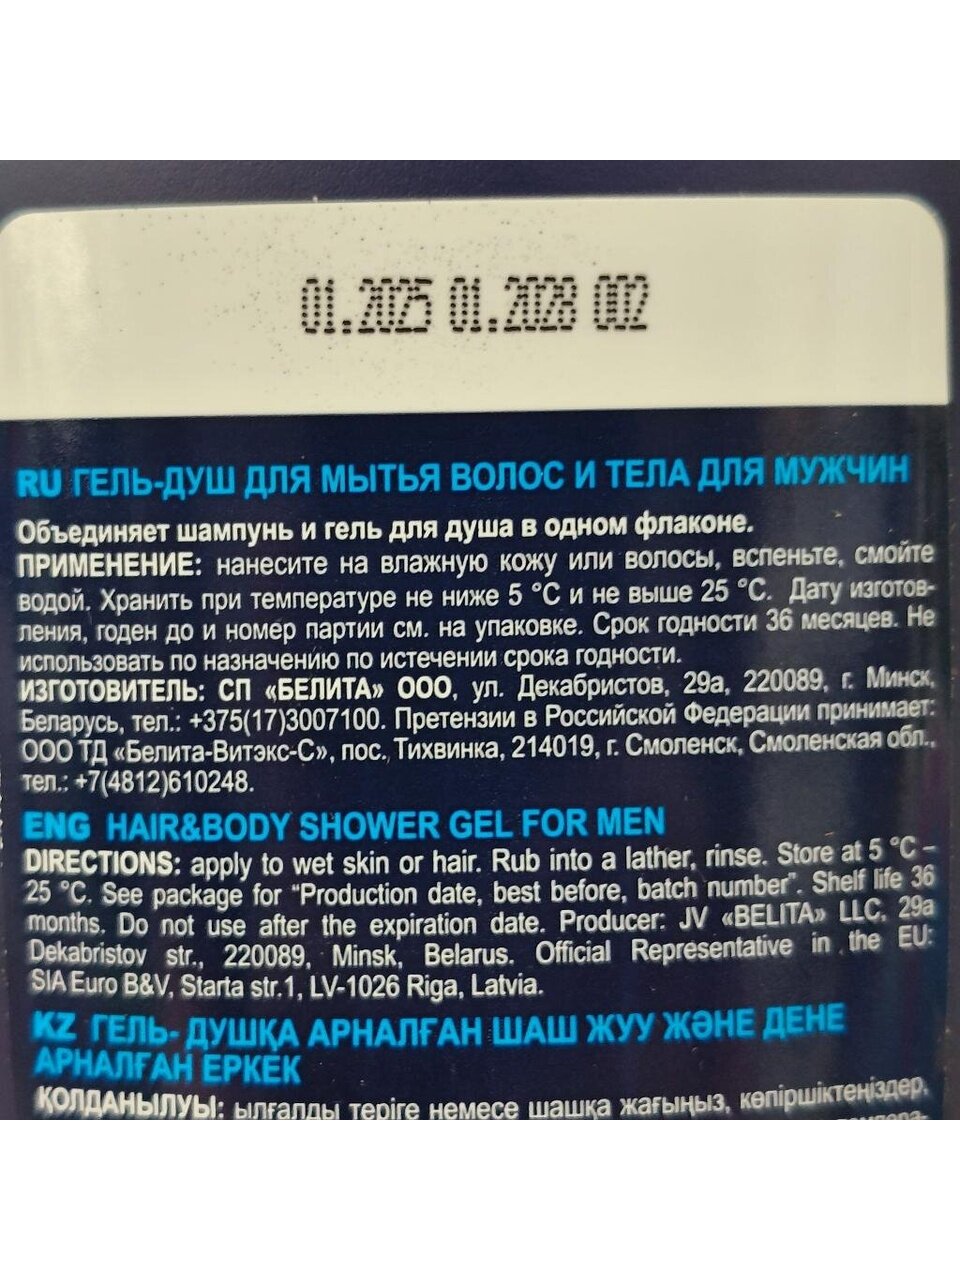 01.2025 01.2028 002
RU ГЕЛЬ-ДУШ ДЛЯ МЫТЬЯ ВОЛОС И ТЕЛА ДЛЯ МУЖЧИН
Объединяет шампунь и гель для душа в одном флаконе.
ПРИМЕНЕНИЕ: нанесите на влажную кожу или волосы, вспеньте, смойте
водой. Хранить при температуре не ниже 5 °C и не выше 25 °C. Дату изготов-
ления, годен до и номер партии см. на упаковке. Срок годности 36 месяцев. Не
использовать по назначению по истечении срока годности.
ИЗГОТОВИТЕЛЬ: СП «БЕЛИТА» ООО, ул. Декабристов, 29а, 220089, г. Минск,
Беларусь, тел.: +375(17)3007100. Претензии в Российской Федерации принимает:
ООО ТД «Белита-Витэкс-С», пос. Тихвинка, 214019, г. Смоленск, Смоленская обл.,
тел.: +7(4812)610248.
ENG HAIR&BODY SHOWER GEL FOR MEN
DIRECTIONS: apply to wet skin or hair. Rub into a lather, rinse. Store at 5 °C –
25 °C. See package for “Production date, best before, batch number”. Shelf life 36
months. Do not use after the expiration date. Producer: JV «BELITA» LLC, 29a
Dekabristov str., 220089, Minsk, Belarus. Official Representative in the EU:
SIA Euro B&V, Starta str.1, LV-1026 Riga, Latvia.
KZ ГЕЛЬ- ДУШҚА АРНАЛҒАН ШАШ ЖУУ ЖӘНЕ ДЕНЕ
АРНАЛҒАН ЕРКЕК
ҚОЛДАНЫЛУЫ: ылғалды теріге немесе шашқа жағыңыз, көпіршіктеңіздер,